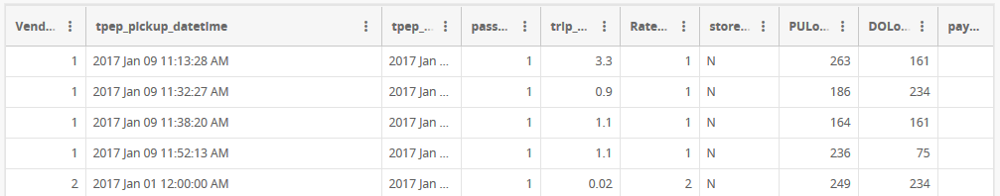 Vend... tpep_pickup_datetime tpep_... pass... trip_... Rate... store... PULo... DOLo... pay...
1 2017 Jan 09 11:13:28 AM 2017 Jan ... 1 3.3 1 N 263 161
1 2017 Jan 09 11:32:27 AM 2017 Jan ... 1 0.9 1 N 186 234
1 2017 Jan 09 11:38:20 AM 2017 Jan ... 1 1.1 1 N 164 161
1 2017 Jan 09 11:52:13 AM 2017 Jan ... 1 1.1 1 N 236 75
2 2017 Jan 01 12:00:00 AM 2017 Jan ... 1 0.02 2 N 249 234